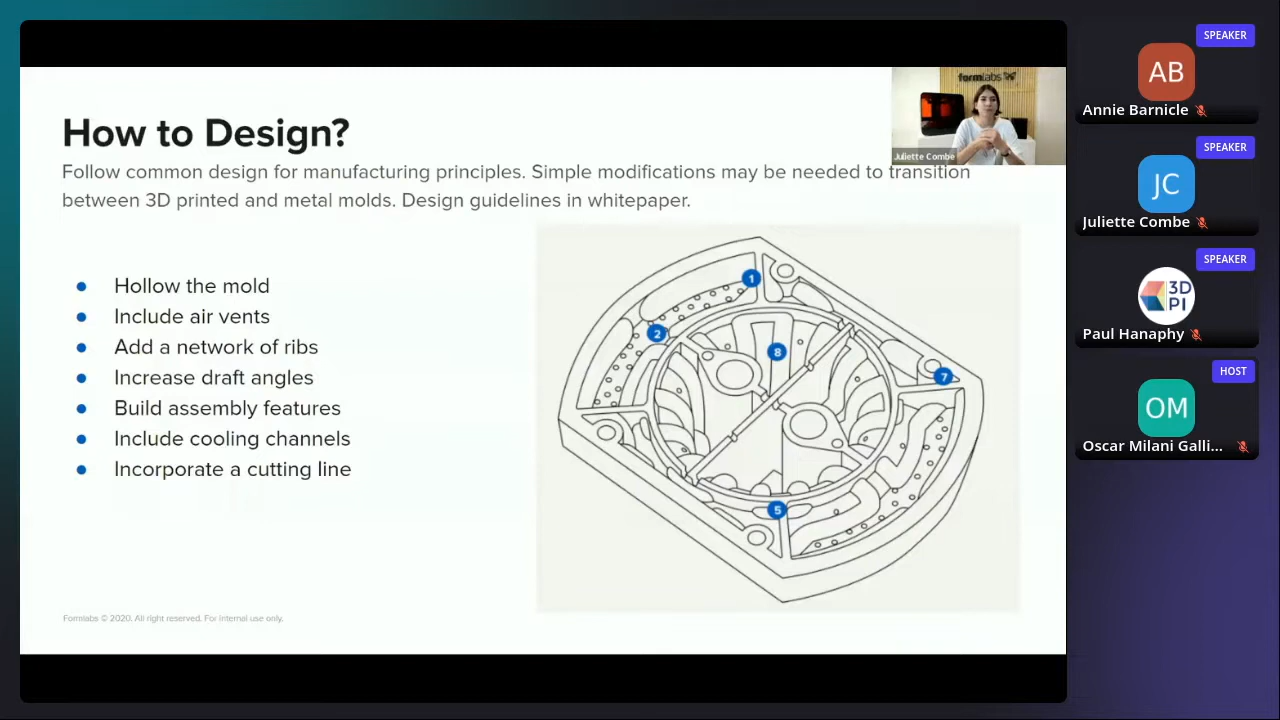 How to Design?
Follow common design for manufacturing principles. Simple modifications may be needed to transition
between 3D printed and metal molds. Design guidelines in whitepaper.
Hollow the mold
Include air vents
Add a network of ribs
Increase draft angles
Build assembly features
Include cooling channels
Incorporate a cutting line
1
2
8
7
5
Formlabs © 2020. All right reserved. For internal use only.
formlabs
Juliette Combe
SPEAKER
AB
Annie Barnicle
SPEAKER
JC
Juliette Combe
SPEAKER
3D
PI
Paul Hanaphy
HOST
OM
Oscar Milani Galli...